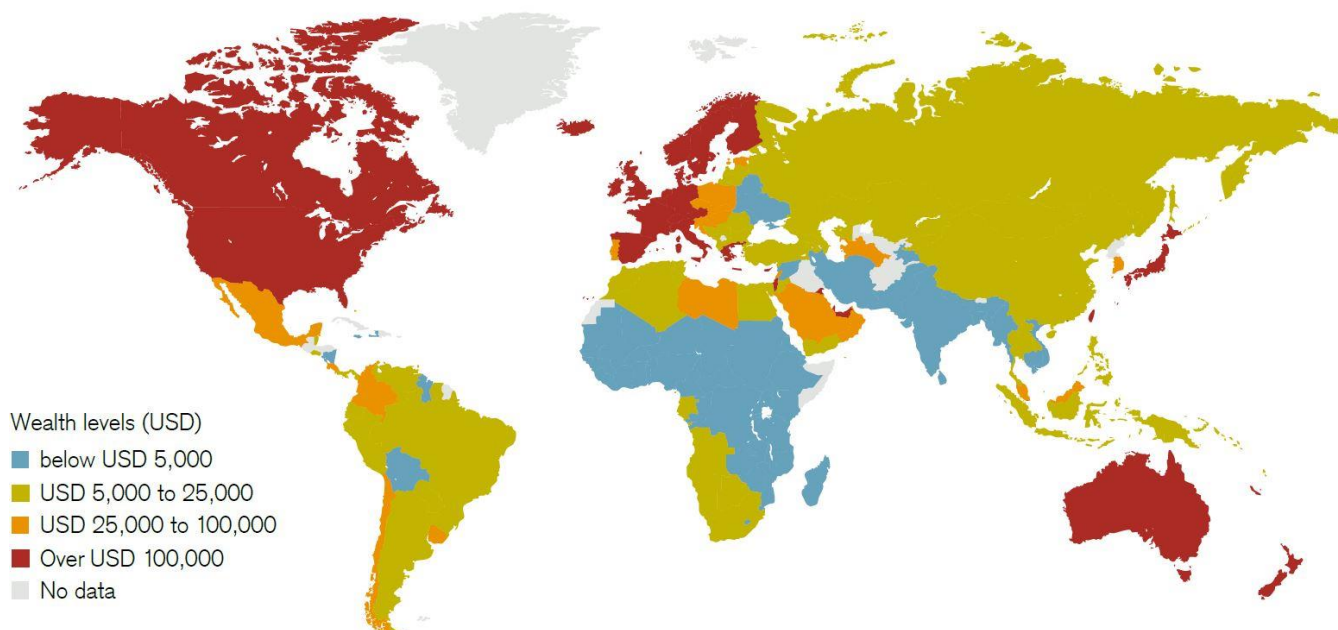 Wealth levels (USD)
below USD 5,000
USD 5,000 to 25,000
USD 25,000 to 100,000
Over USD 100,000
No data